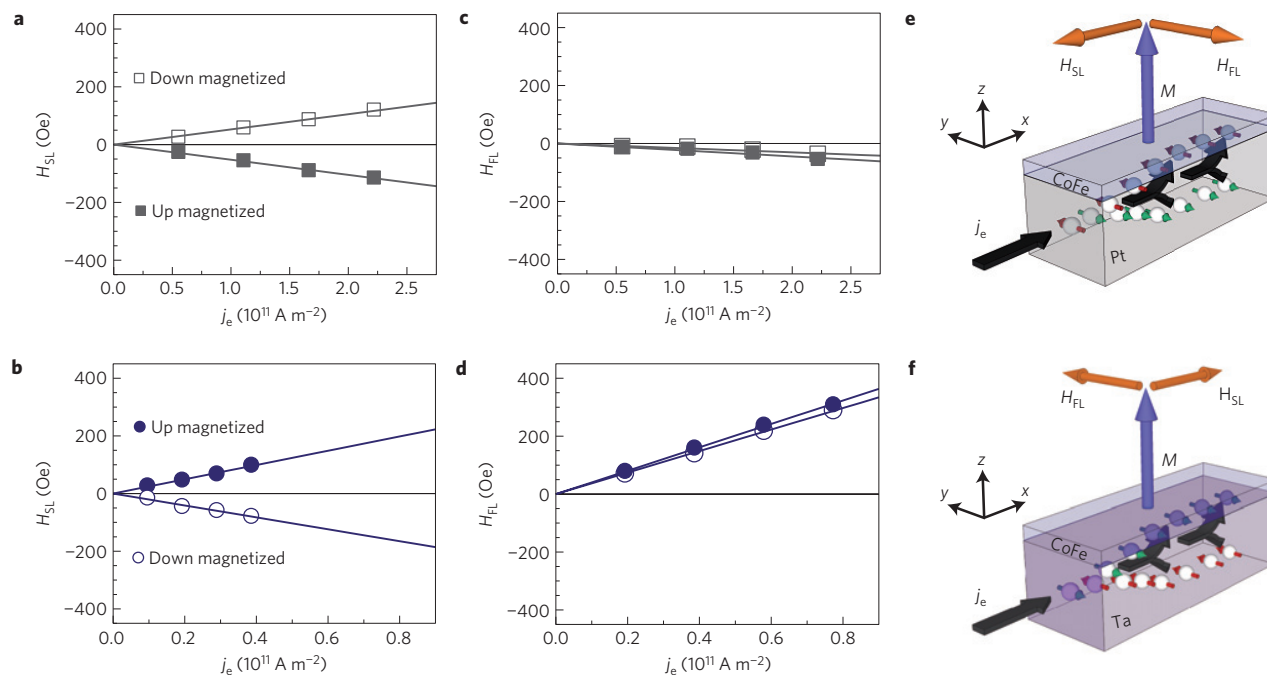 a
H_SL (Oe)
400
200
0
−200
−400
Down magnetized
Up magnetized
0.0 0.5 1.0 1.5 2.0 2.5
j_e (10^11 A m^−2)
c
H_FL (Oe)
400
200
0
−200
−400
0.0 0.5 1.0 1.5 2.0 2.5
j_e (10^11 A m^−2)
e
H_SL
H_FL
M
z
y
x
CoFe
j_e
Pt
b
H_SL (Oe)
400
200
0
−200
−400
Up magnetized
Down magnetized
0.0 0.2 0.4 0.6 0.8
j_e (10^11 A m^−2)
d
H_FL (Oe)
400
200
0
−200
−400
0.0 0.2 0.4 0.6 0.8
j_e (10^11 A m^−2)
f
H_FL
H_SL
M
z
y
x
CoFe
j_e
Ta